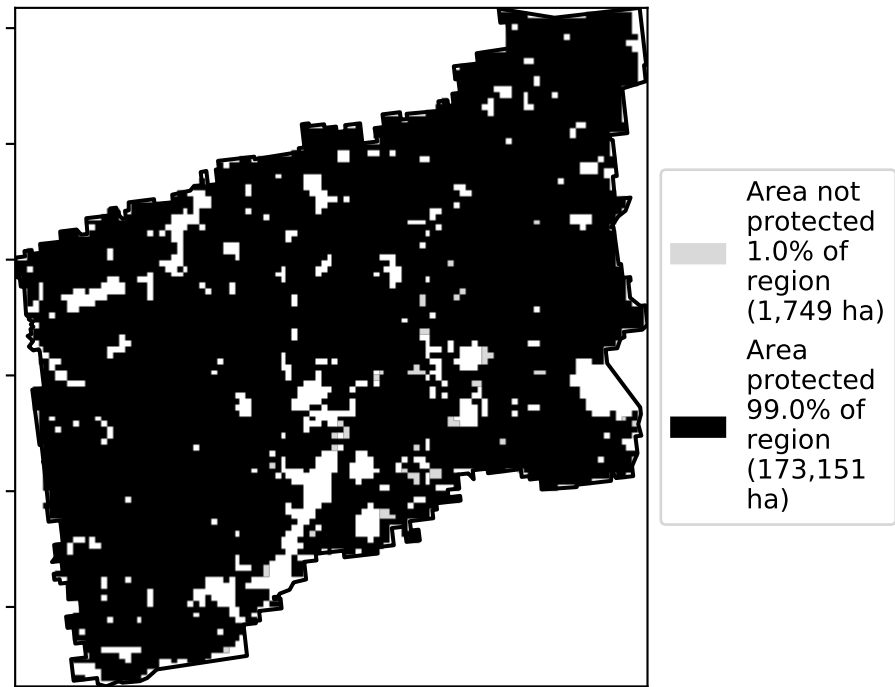 Area not
protected
1.0% of
region
(1,749 ha)
Area
protected
99.0% of
region
(173,151
ha)